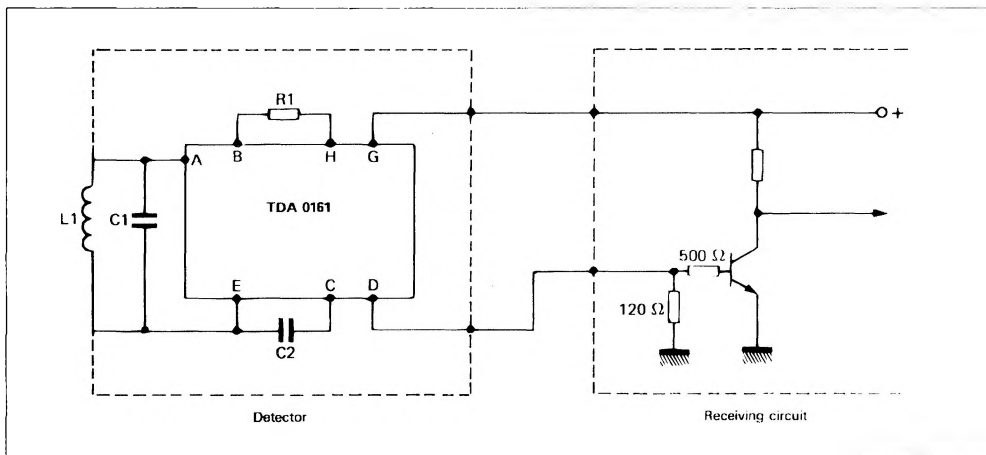 R1
B
H
G
+
A
L1
C1
TDA 0161
500 Ω
E
C
D
120 Ω
C2
Detector
Receiving circuit